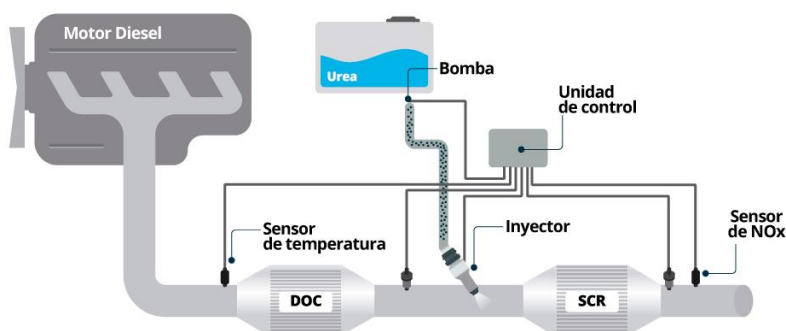 Motor Diesel
Urea
Bomba
Unidad
de control
Sensor
de temperatura
Inyector
Sensor
de NOx
DOC
SCR